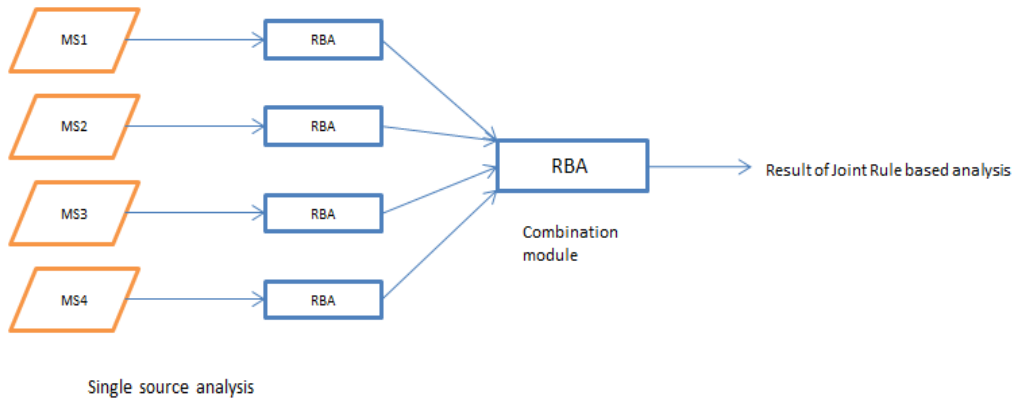 MS1
RBA
MS2
RBA
RBA
Result of Joint Rule based analysis
MS3
RBA
Combination
module
MS4
RBA
Single source analysis